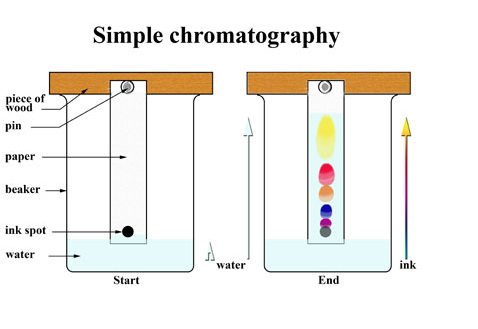 Simple chromatography
piece of
wood
pin
paper
beaker
ink spot
water
Start
water
End
ink